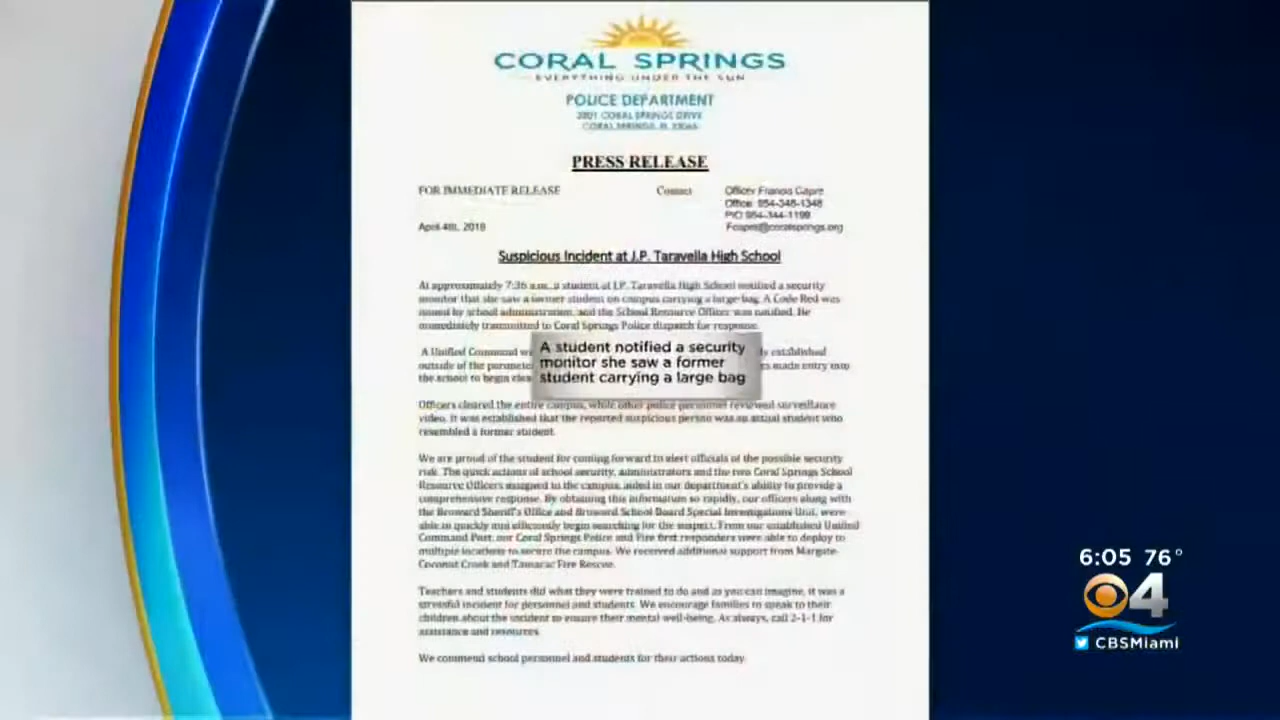 CORAL SPRINGS
EVERYTHING UNDER THE SUN
POLICE DEPARTMENT
2801 CORAL SPRINGS DRIVE
CORAL SPRINGS, FL 33065
PRESS RELEASE
FOR IMMEDIATE RELEASE Contact Officer Francis
Office: 954-346-1348
PIO 954-344-1199
April 4th, 2018
Suspicious Incident at J.P. Taravella High School
At approximately 7:36 a.m., a student at J.P. Taravella High School notified a security
monitor that she saw a former student on campus carrying a large bag. A Code Red was
issued by school administration, and the School Resource Officer was notified. He
immediately transmitted to Coral Springs Police dispatch for response.
A Unified Command established
outside of the made entry into
the school to begin
A student notified a security
monitor she saw a former
student carrying a large bag
Officers cleared the entire campus, while other police personnel reviewed surveillance
video. It was established that the reported suspicious person was an actual student who
resembled a former student.
We are proud of the student for coming forward to alert officials of the possible security
risk. The quick actions of school security, administrators and the two Coral Springs School
Resource Officers assigned to the campus, aided in our department's ability to provide a
comprehensive response. By obtaining this information so rapidly, our officers along with
the Broward Sheriff's Office and Broward School Board Special Investigations Unit, were
able to quickly and efficiently begin searching for the suspect. From our established Unified
Command Post, our Coral Springs Police and Fire first responders were able to deploy to
multiple locations to secure the campus. We received additional support from Margate-
Coconut Creek and Tamarac Fire Rescue.
Teachers and students did what they were trained to do and as you can imagine, it was a
stressful incident for personnel and students. We encourage families to speak to their
children about the incident to ensure their mental well-being. As always, call 2-1-1 for
assistance and resources.
We commend school personnel and students for their actions today.
6:05 76°
4
CBSMiami